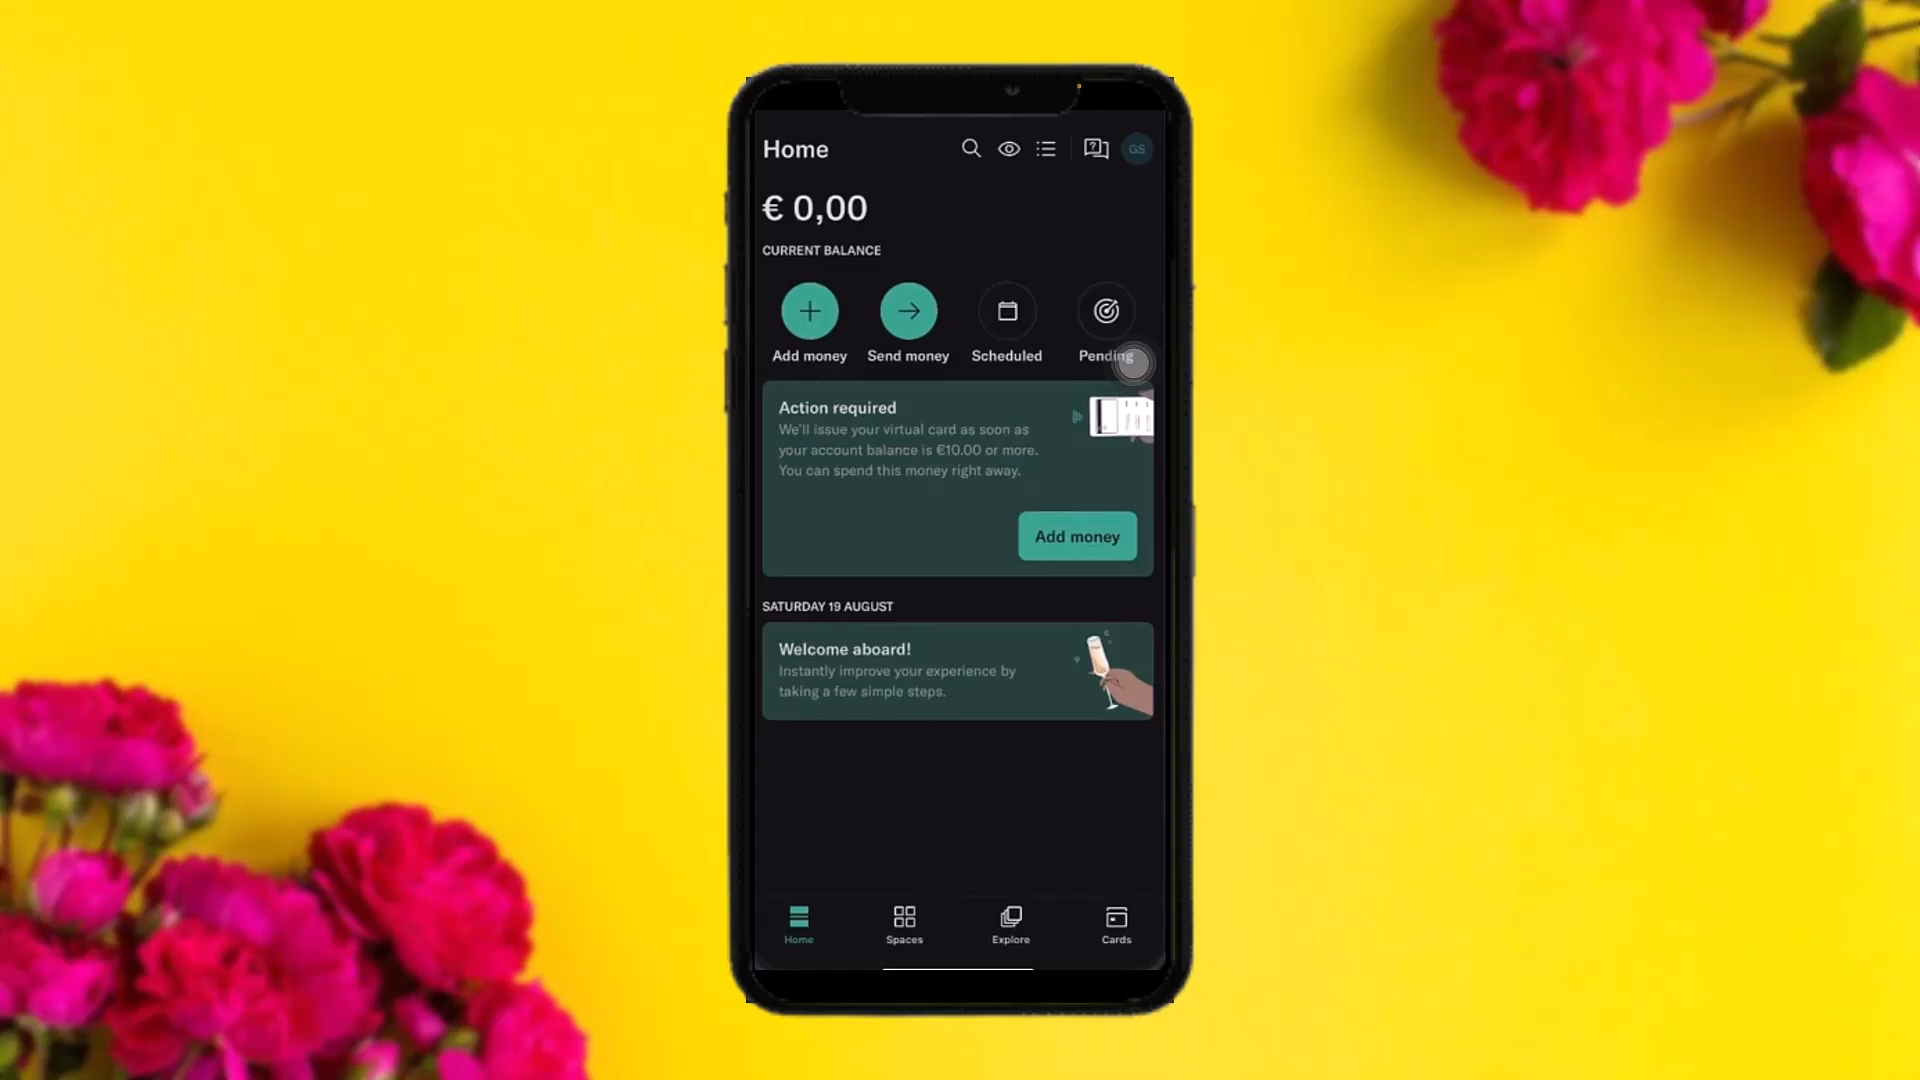 Home
GS
€ 0,00
CURRENT BALANCE
Add money
Send money
Scheduled
Pending
Action required
We'll issue your virtual card as soon as
your account balance is €10.00 or more.
You can spend this money right away.
Add money
SATURDAY 19 AUGUST
Welcome aboard!
Instantly improve your experience by
taking a few simple steps.
Home
Spaces
Explore
Cards